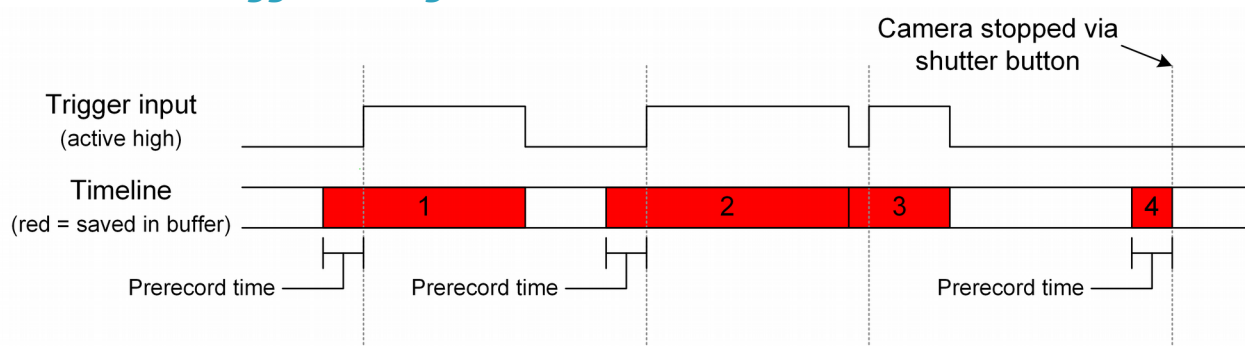 Camera stopped via
shutter button
Trigger input
(active high)
Timeline
(red = saved in buffer)
1
2
3
4
Prerecord time
Prerecord time
Prerecord time